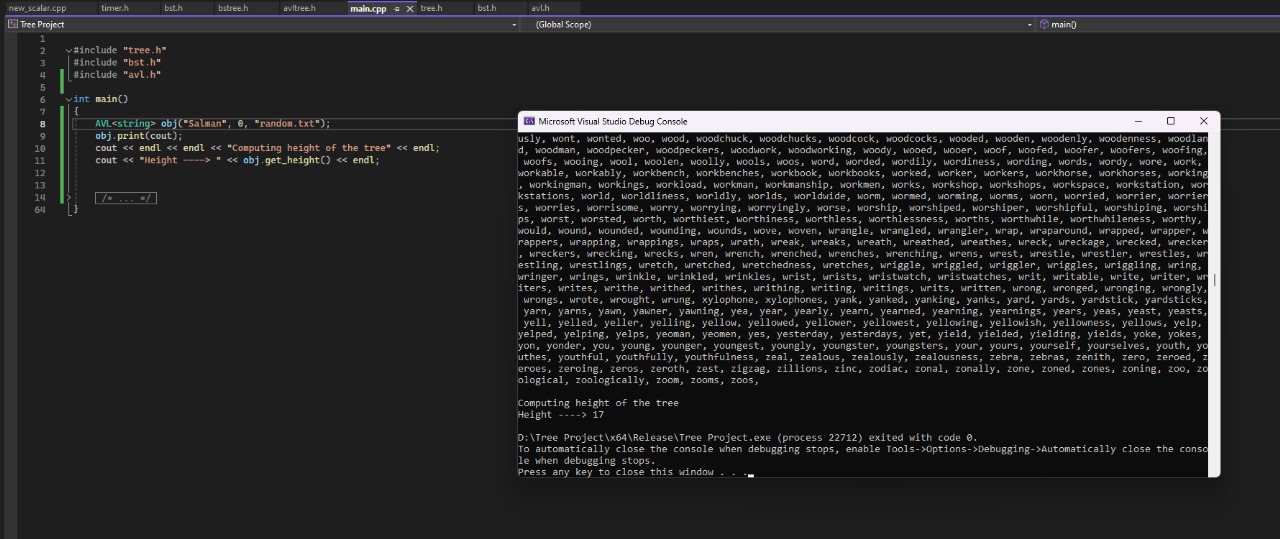 new_scalar.cpp timer.h bst.h bstree.h avltree.h main.cpp tree.h bst.h avl.h
Tree Project (Global Scope) main()
1
2 #include "tree.h"
3 #include "bst.h"
4 #include "avl.h"
5
6 int main()
7 {
8 AVL<string> obj("Salman", 0, "random.txt");
9 obj.print(cout);
10 cout << endl << endl << "Computing height of the tree" << endl;
11 cout << "Height ----> " << obj.get_height() << endl;
12
13
14 /* ... */
64 }
Microsoft Visual Studio Debug Console
usly, wont, wonted, woo, wood, woodchuck, woodchucks, woodcock, woodcocks, wooded, wooden, woodenly, woodenness, woodlan
d, woodman, woodpecker, woodpeckers, woodwork, woodworking, woody, wooed, wooer, woof, woofed, woofer, woofers, woofing,
woofs, wooing, wool, woolen, woolly, wools, woos, word, worded, wordily, wordiness, wording, words, wordy, wore, work,
workable, workably, workbench, workbenches, workbook, workbooks, worked, worker, workers, workhorse, workhorses, working
, workingman, workings, workload, workman, workmanship, workmen, works, workshop, workshops, workspace, workstation, wor
kstations, world, worldliness, worldly, worlds, worldwide, worm, wormed, worming, worms, worn, worried, worrier, worrier
s, worries, worrisome, worry, worrying, worryingly, worse, worship, worshiped, worshiper, worshipful, worshiping, worshi
ps, worst, worsted, worth, worthiest, worthiness, worthless, worthlessness, worths, worthwhile, worthwhileness, worthy,
would, wound, wounded, wounding, wounds, wove, woven, wrangle, wrangled, wrangler, wrap, wraparound, wrapped, wrapper, w
rappers, wrapping, wrappings, wraps, wrath, wreak, wreaks, wreath, wreathed, wreathes, wreck, wreckage, wrecked, wrecker
, wreckers, wrecking, wrecks, wren, wrench, wrenched, wrenches, wrenching, wrens, wrest, wrestle, wrestler, wrestles, wr
estling, wrestlings, wretch, wretched, wretchedness, wretches, wriggle, wriggled, wriggler, wriggles, wriggling, wring,
wringer, wrings, wrinkle, wrinkled, wrinkles, wrist, wrists, wristwatch, wristwatches, writ, writable, write, writer, wr
iters, writes, writhe, writhed, writhes, writhing, writing, writings, writs, written, wrong, wronged, wronging, wrongly,
wrongs, wrote, wrought, wrung, xylophone, xylophones, yank, yanked, yanking, yanks, yard, yards, yardstick, yardsticks,
yarn, yarns, yawn, yawner, yawning, yea, year, yearly, yearn, yearned, yearning, yearnings, years, yeas, yeast, yeasts,
yell, yelled, yeller, yelling, yellow, yellowed, yellower, yellowest, yellowing, yellowish, yellowness, yellows, yelp,
yelped, yelping, yelps, yeoman, yeomen, yes, yesterday, yesterdays, yet, yield, yielded, yielding, yields, yoke, yokes,
yon, yonder, you, young, younger, youngest, youngly, youngster, youngsters, your, yours, yourself, yourselves, youth, yo
uthes, youthful, youthfully, youthfulness, zeal, zealous, zealously, zealousness, zebra, zebras, zenith, zero, zeroed, z
eroes, zeroing, zeros, zeroth, zest, zigzag, zillions, zinc, zodiac, zonal, zonally, zone, zoned, zones, zoning, zoo, zo
ological, zoologically, zoom, zooms, zoos,
Computing height of the tree
Height ----> 17
D:\Tree Project\x64\Release\Tree Project.exe (process 22712) exited with code 0.
To automatically close the console when debugging stops, enable Tools->Options->Debugging->Automatically close the conso
le when debugging stops.
Press any key to close this window . . .